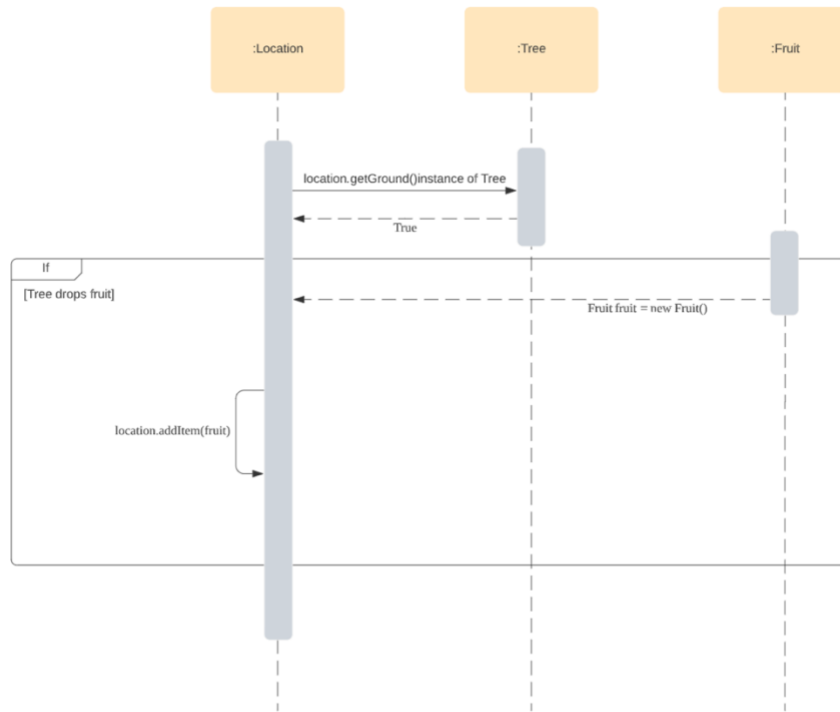 :Location
:Tree
:Fruit
location.getGround()instance of Tree
True
If
[Tree drops fruit]
Fruit fruit = new Fruit()
location.addItem(fruit)